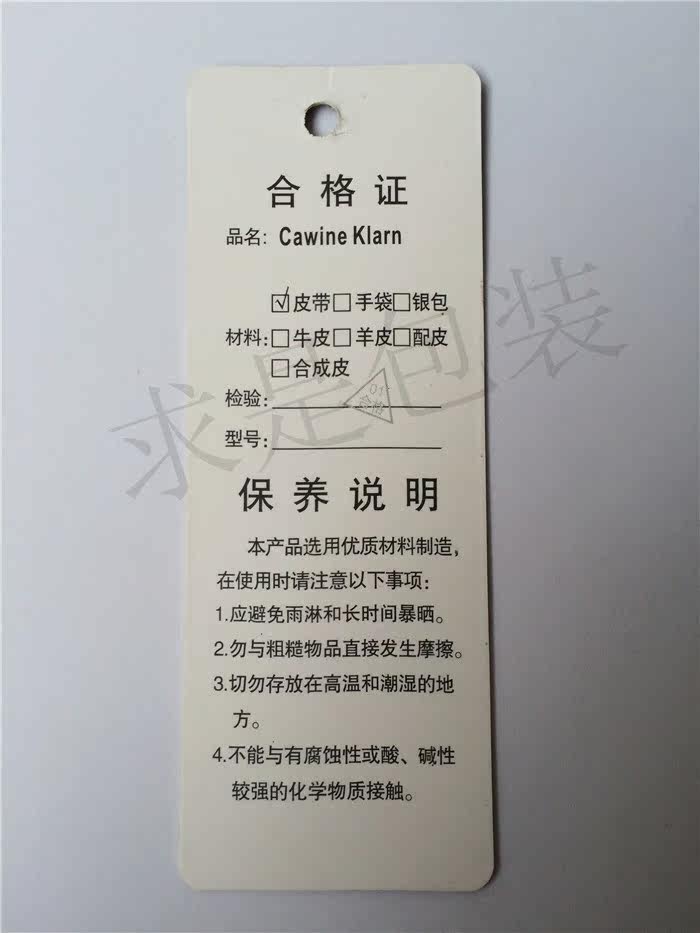 合格证
品名: Cawine Klarn
☑皮带□手袋□银包
材料:□牛皮□羊皮□配皮
□合成皮
检验:
01
合格
型号:
求是包装
保养说明
本产品选用优质材料制造，
在使用时请注意以下事项：
1.应避免雨淋和长时间暴晒。
2.勿与粗糙物品直接发生摩擦。
3.切勿存放在高温和潮湿的地
方。
4.不能与有腐蚀性或酸、碱性
较强的化学物质接触。